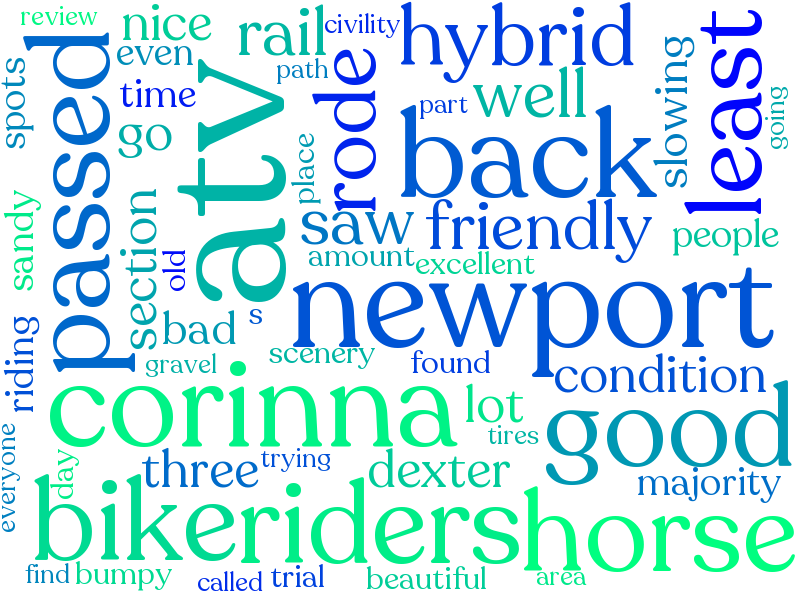 review
nice
rail
civility
hybrid
least
even
path
passed
spots
time
atv
rode
part
well
slowing
going
go
place
back
sandy
section
old
saw
friendly
people
amount
excellent
s
newport
bad
riding
gravel
scenery
found
condition
corinna
lot
good
tires
everyone
day
three
trying
dexter
majority
bike
riders
horse
find
bumpy
called
trial
beautiful
area